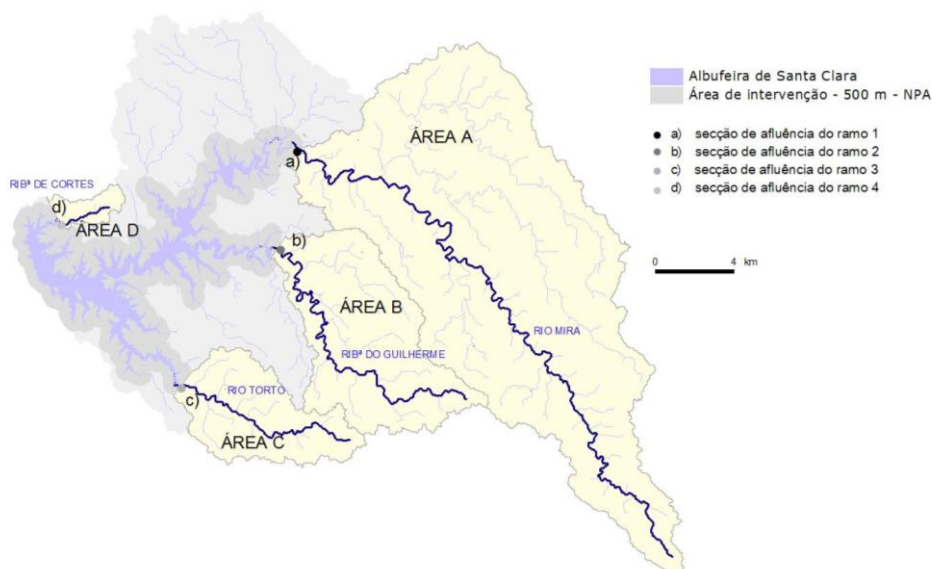 Albufeira de Santa Clara
Área de intervenção - 500 m - NPA
a) secção de afluência do ramo 1
b) secção de afluência do ramo 2
c) secção de afluência do ramo 3
d) secção de afluência do ramo 4
0 4 km
ÁREA A
a)
RIBª DE CORTES
d)
ÁREA D
b)
ÁREA B
RIO MIRA
RIBª DO GUILHERME
RIO TORTO
c)
ÁREA C